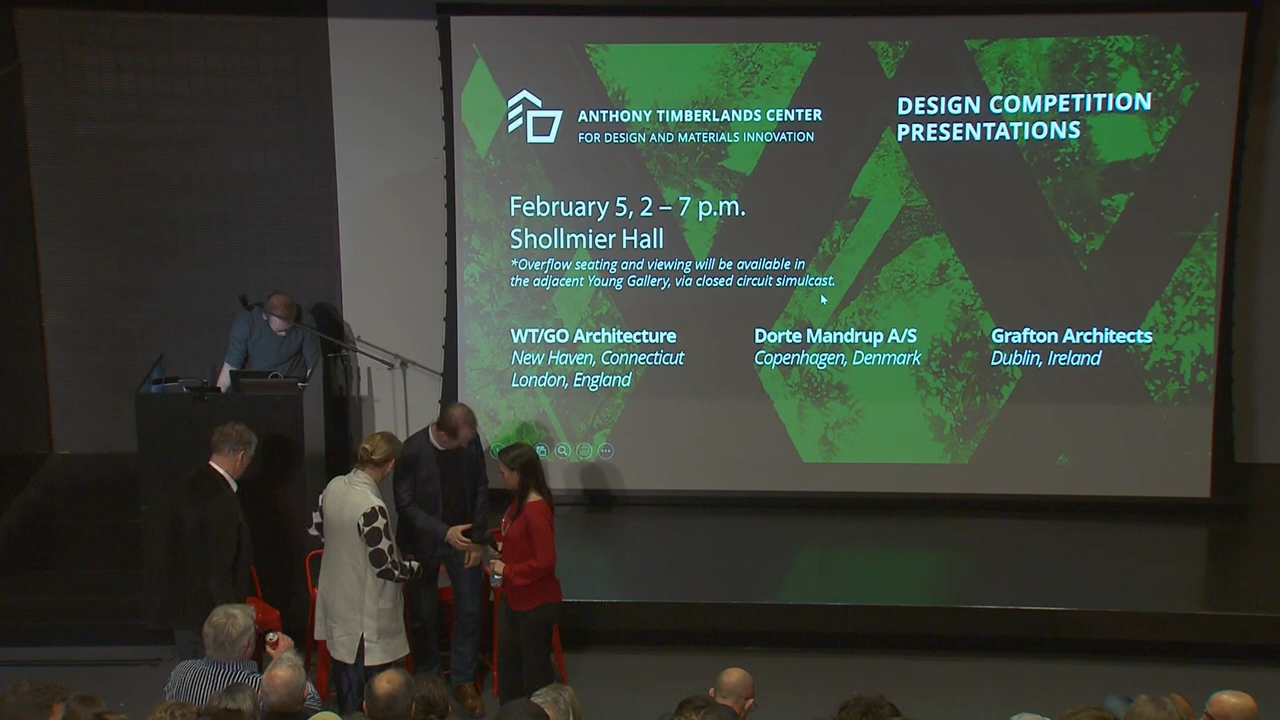 ANTHONY TIMBERLANDS CENTER
FOR DESIGN AND MATERIALS INNOVATION
DESIGN COMPETITION
PRESENTATIONS
February 5, 2 – 7 p.m.
Shollmier Hall
*Overflow seating and viewing will be available in
the adjacent Young Gallery, via closed circuit simulcast.
WT/GO Architecture
New Haven, Connecticut
London, England
Dorte Mandrup A/S
Copenhagen, Denmark
Grafton Architects
Dublin, Ireland